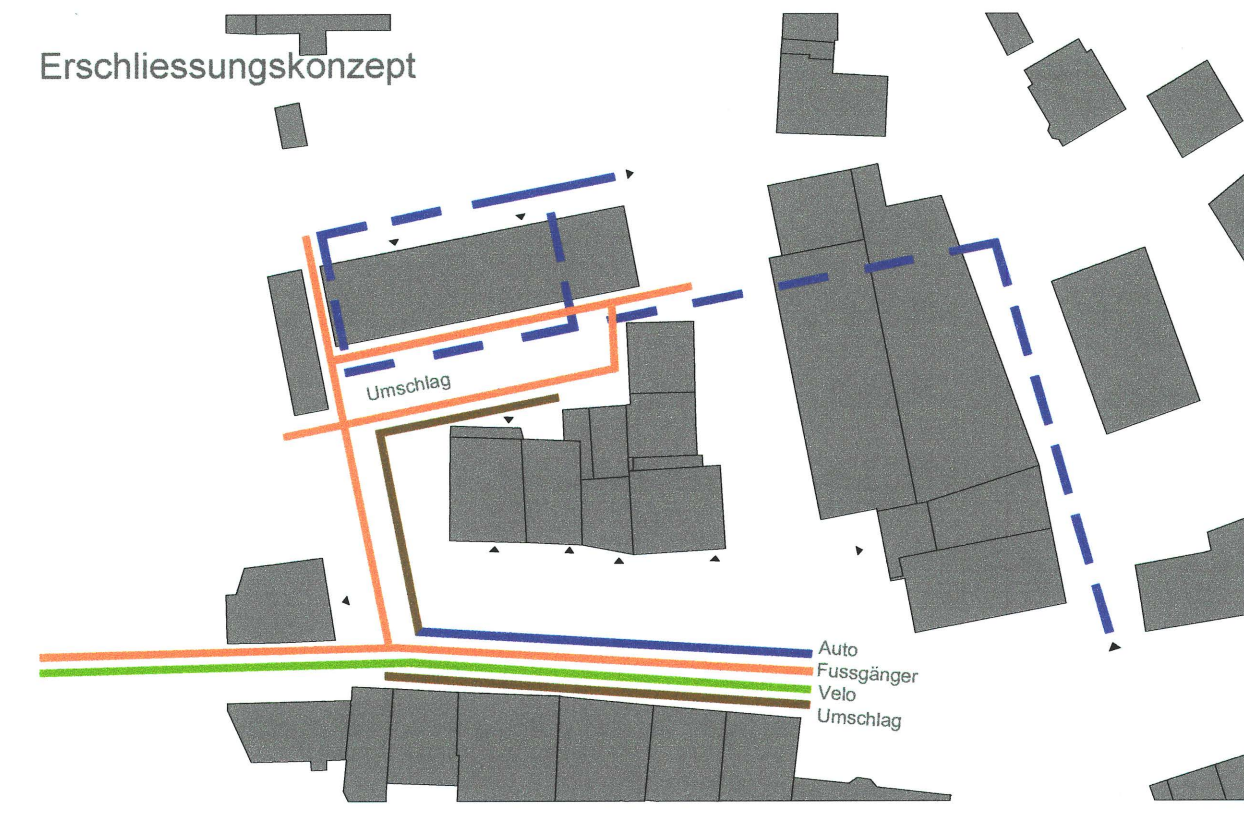 Erschliessungskonzept
Umschlag
Auto
Fussgänger
Velo
Umschlag